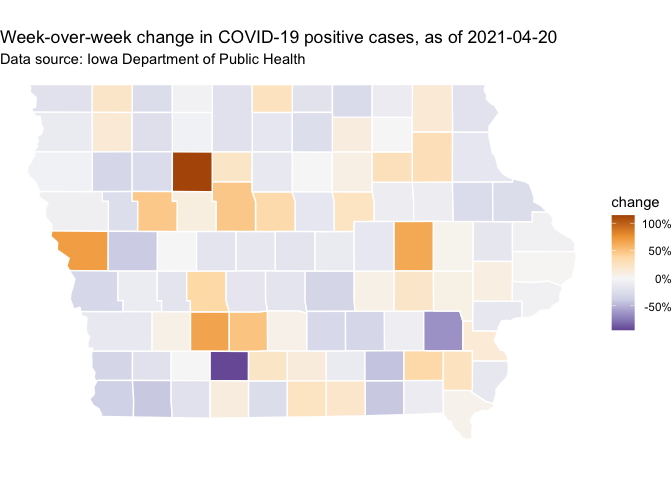 Week-over-week change in COVID-19 positive cases, as of 2021-04-20
Data source: Iowa Department of Public Health
change
100%
50%
0%
-50%